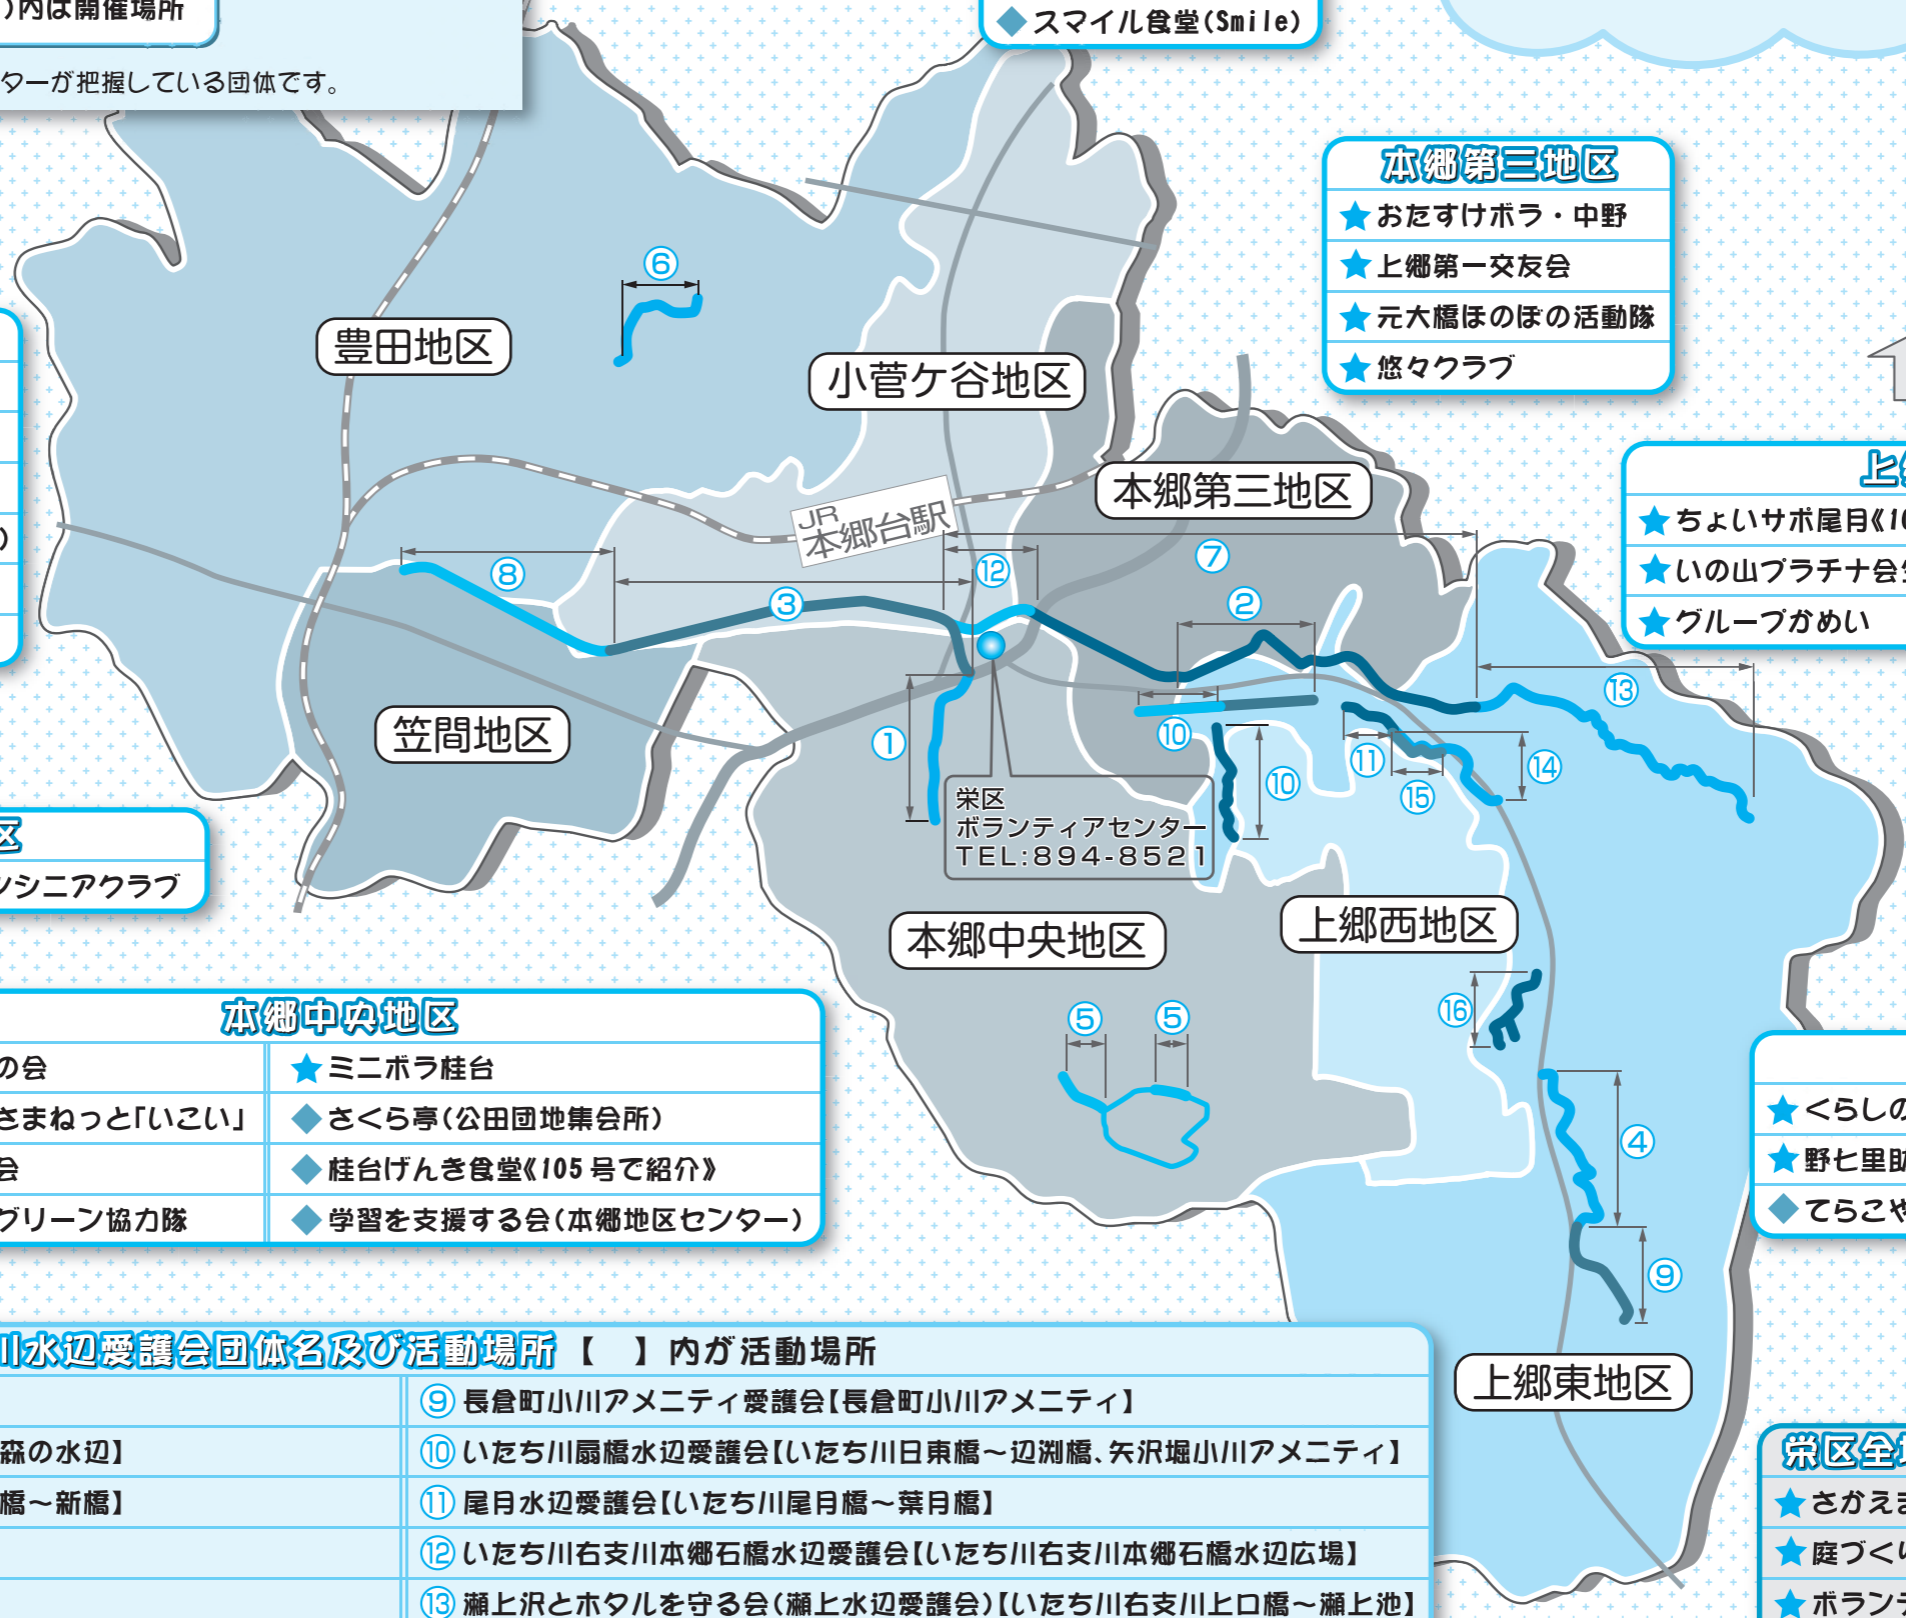 )内は開催場所
ターが把握している団体です。
◆スマイル食堂(Smile)
本郷第三地区
★おたすけボラ・中野
★上郷第一交友会
★元大橋ほのぼの活動隊
★悠々クラブ
⑥
豊田地区
小菅ケ谷地区
本郷第三地区
JR
本郷台駅
上
★ちょいサポ尾月《10
★いの山プラチナ会
★グループかめい
)
⑧
③
⑫
⑦
②
⑬
笠間地区
①
⑩
⑩
⑪
⑮
⑭
栄区
ボランティアセンター
TEL:894-8521
区
シニアクラブ
本郷中央地区
上郷西地区
⑯
⑤
⑤
④
⑨
上郷東地区
本郷中央地区
の会
★ミニボラ桂台
さまねっと「いこい」
◆さくら亭(公田団地集会所)
会
◆桂台げんき食堂《105号で紹介》
グリーン協力隊
◆学習を支援する会(本郷地区センター)
★くらしの
★野七里助
◆てらこや
川水辺愛護会団体名及び活動場所【　】内が活動場所
⑨長倉町小川アメニティ愛護会【長倉町小川アメニティ】
森の水辺】
⑩いたち川扇橋水辺愛護会【いたち川日東橋～辺渕橋、矢沢堀小川アメニティ】
橋～新橋】
⑪尾月水辺愛護会【いたち川尾月橋～葉月橋】
⑫いたち川右支川本郷石橋水辺愛護会【いたち川右支川本郷石橋水辺広場】
⑬瀬上沢とホタルを守る会(瀬上水辺愛護会)【いたち川右支川上口橋～瀬上池】
栄区全
★さかえ
★庭づくり
★ボラン